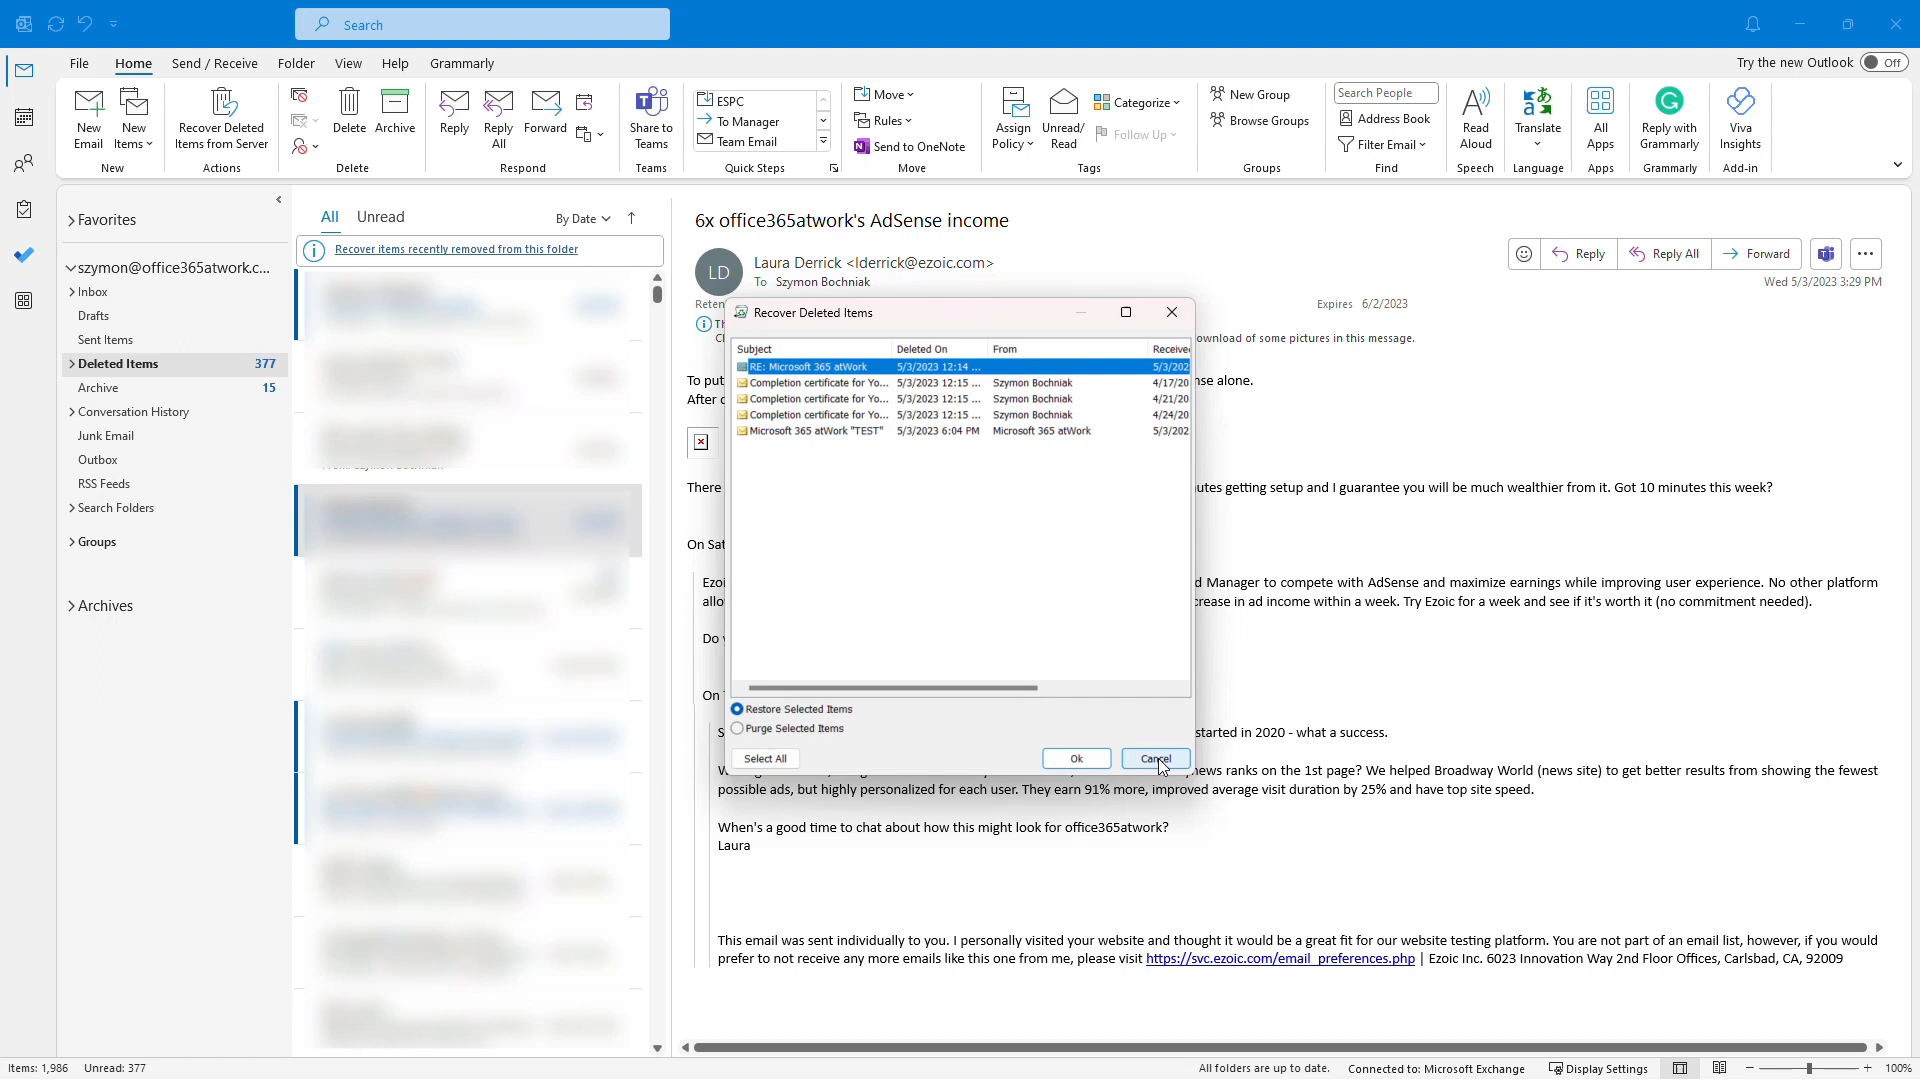 Search
File Home Send / Receive Folder View Help Grammarly
Try the new Outlook Off
New Email
New Items
New
Recover Deleted Items from Server
Actions
Delete
Archive
Delete
Reply
Reply All
Forward
Respond
Share to Teams
Teams
ESPC
To Manager
Team Email
Quick Steps
Move
Rules
Send to OneNote
Move
Assign Policy
Unread/ Read
Categorize
Follow Up
Tags
New Group
Browse Groups
Groups
Search People
Address Book
Filter Email
Find
Read Aloud
Speech
Translate
Language
All Apps
Apps
Reply with Grammarly
Grammarly
Viva Insights
Add-in
Favorites
szymon@office365atwork.c...
Inbox
Drafts
Sent Items
Deleted Items 377
Archive 15
Conversation History
Junk Email
Outbox
RSS Feeds
Search Folders
Groups
Archives
All Unread By Date
Recover items recently removed from this folder
6x office365atwork's AdSense income
LD
Laura Derrick <lderrick@ezoic.com>
To Szymon Bochniak
Reply Reply All Forward
Wed 5/3/2023 3:29 PM
Reten
Expires 6/2/2023
ownload of some pictures in this message.
To put
se alone.
After
There
utes getting setup and I guarantee you will be much wealthier from it. Got 10 minutes this week?
On Sat
Ezoi
d Manager to compete with AdSense and maximize earnings while improving user experience. No other platform
allo
crease in ad income within a week. Try Ezoic for a week and see if it's worth it (no commitment needed).
Do
On
started in 2020 - what a success.
news ranks on the 1st page? We helped Broadway World (news site) to get better results from showing the fewest
possible ads, but highly personalized for each user. They earn 91% more, improved average visit duration by 25% and have top site speed.
When's a good time to chat about how this might look for office365atwork?
Laura
This email was sent individually to you. I personally visited your website and thought it would be a great fit for our website testing platform. You are not part of an email list, however, if you would
prefer to not receive any more emails like this one from me, please visit https://svc.ezoic.com/email_preferences.php | Ezoic Inc. 6023 Innovation Way 2nd Floor Offices, Carlsbad, CA, 92009
Recover Deleted Items
Subject Deleted On From Received
RE: Microsoft 365 atWork 5/3/2023 12:14 ... 5/3/202
Completion certificate for Yo... 5/3/2023 12:15 ... Szymon Bochniak 4/17/20
Completion certificate for Yo... 5/3/2023 12:15 ... Szymon Bochniak 4/21/20
Completion certificate for Yo... 5/3/2023 12:15 ... Szymon Bochniak 4/24/20
Microsoft 365 atWork "TEST" 5/3/2023 6:04 PM Microsoft 365 atWork 5/3/202
Restore Selected Items
Purge Selected Items
Select All Ok Cancel
Items: 1,986 Unread: 377
All folders are up to date. Connected to: Microsoft Exchange Display Settings 100%